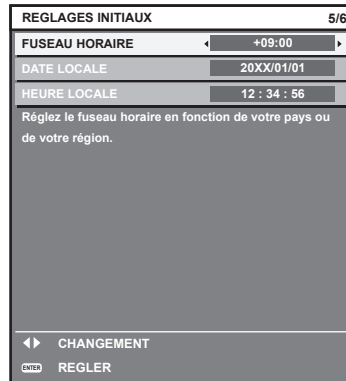 REGLAGES INITIAUX 5/6
FUSEAU HORAIRE +09:00
DATE LOCALE 20XX/01/01
HEURE LOCALE 12 : 34 : 56
Réglez le fuseau horaire en fonction de votre pays ou
de votre région.
CHANGEMENT
ENTER REGLER